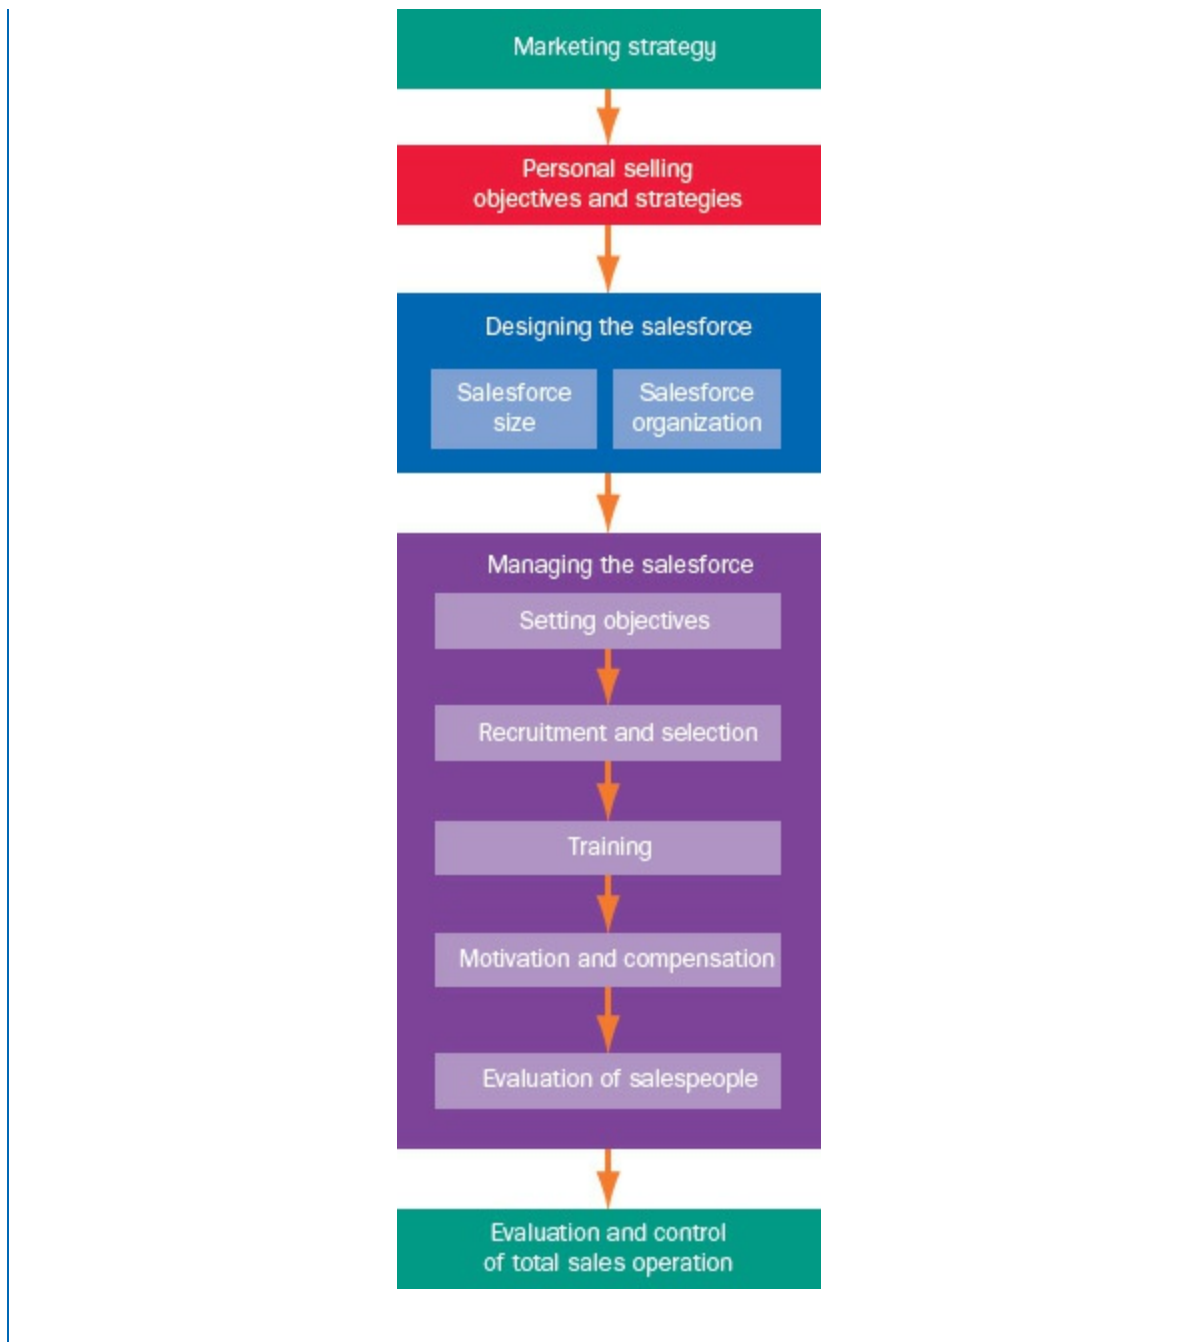 Marketing strategy
Personal selling
objectives and strategies
Designing the salesforce
Salesforce
size
Salesforce
organization
Managing the salesforce
Setting objectives
Recruitment and selection
Training
Motivation and compensation
Evaluation of salespeople
Evaluation and control
of total sales operation